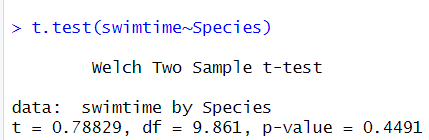 > t.test(swimtime~Species)
Welch Two Sample t-test
data:  swimtime by Species
t = 0.78829, df = 9.861, p-value = 0.4491